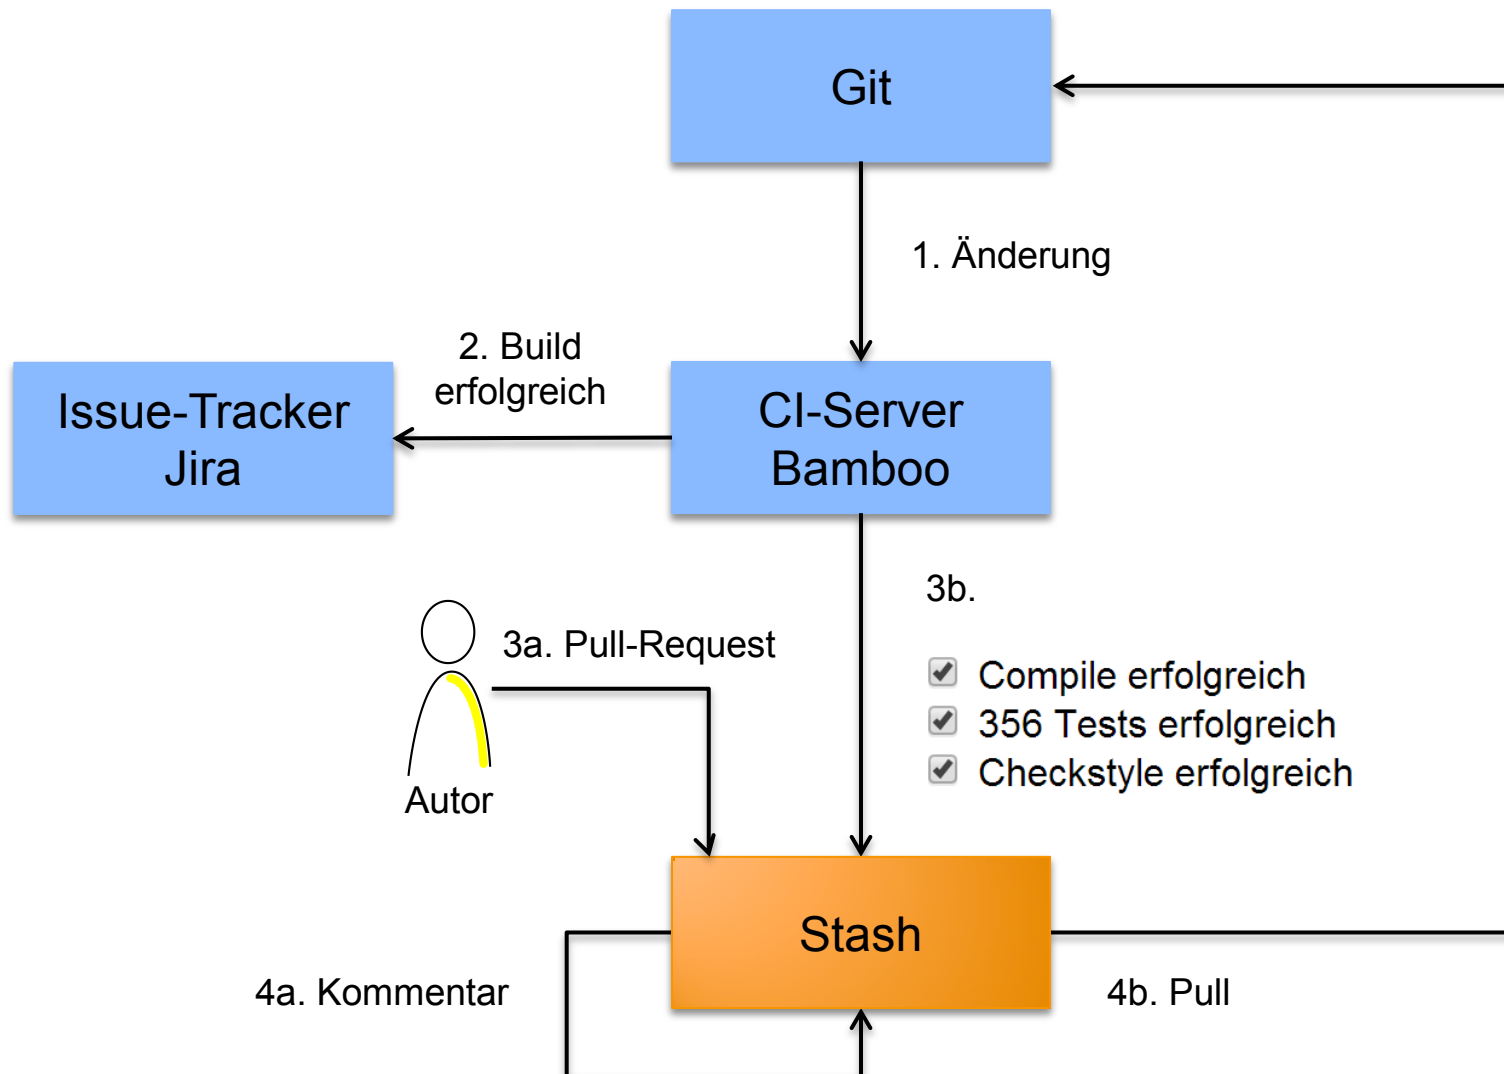 Git
1. Änderung
2. Build
erfolgreich
Issue-Tracker
Jira
CI-Server
Bamboo
3b.
3a. Pull-Request
Compile erfolgreich
356 Tests erfolgreich
Checkstyle erfolgreich
Autor
Stash
4a. Kommentar
4b. Pull